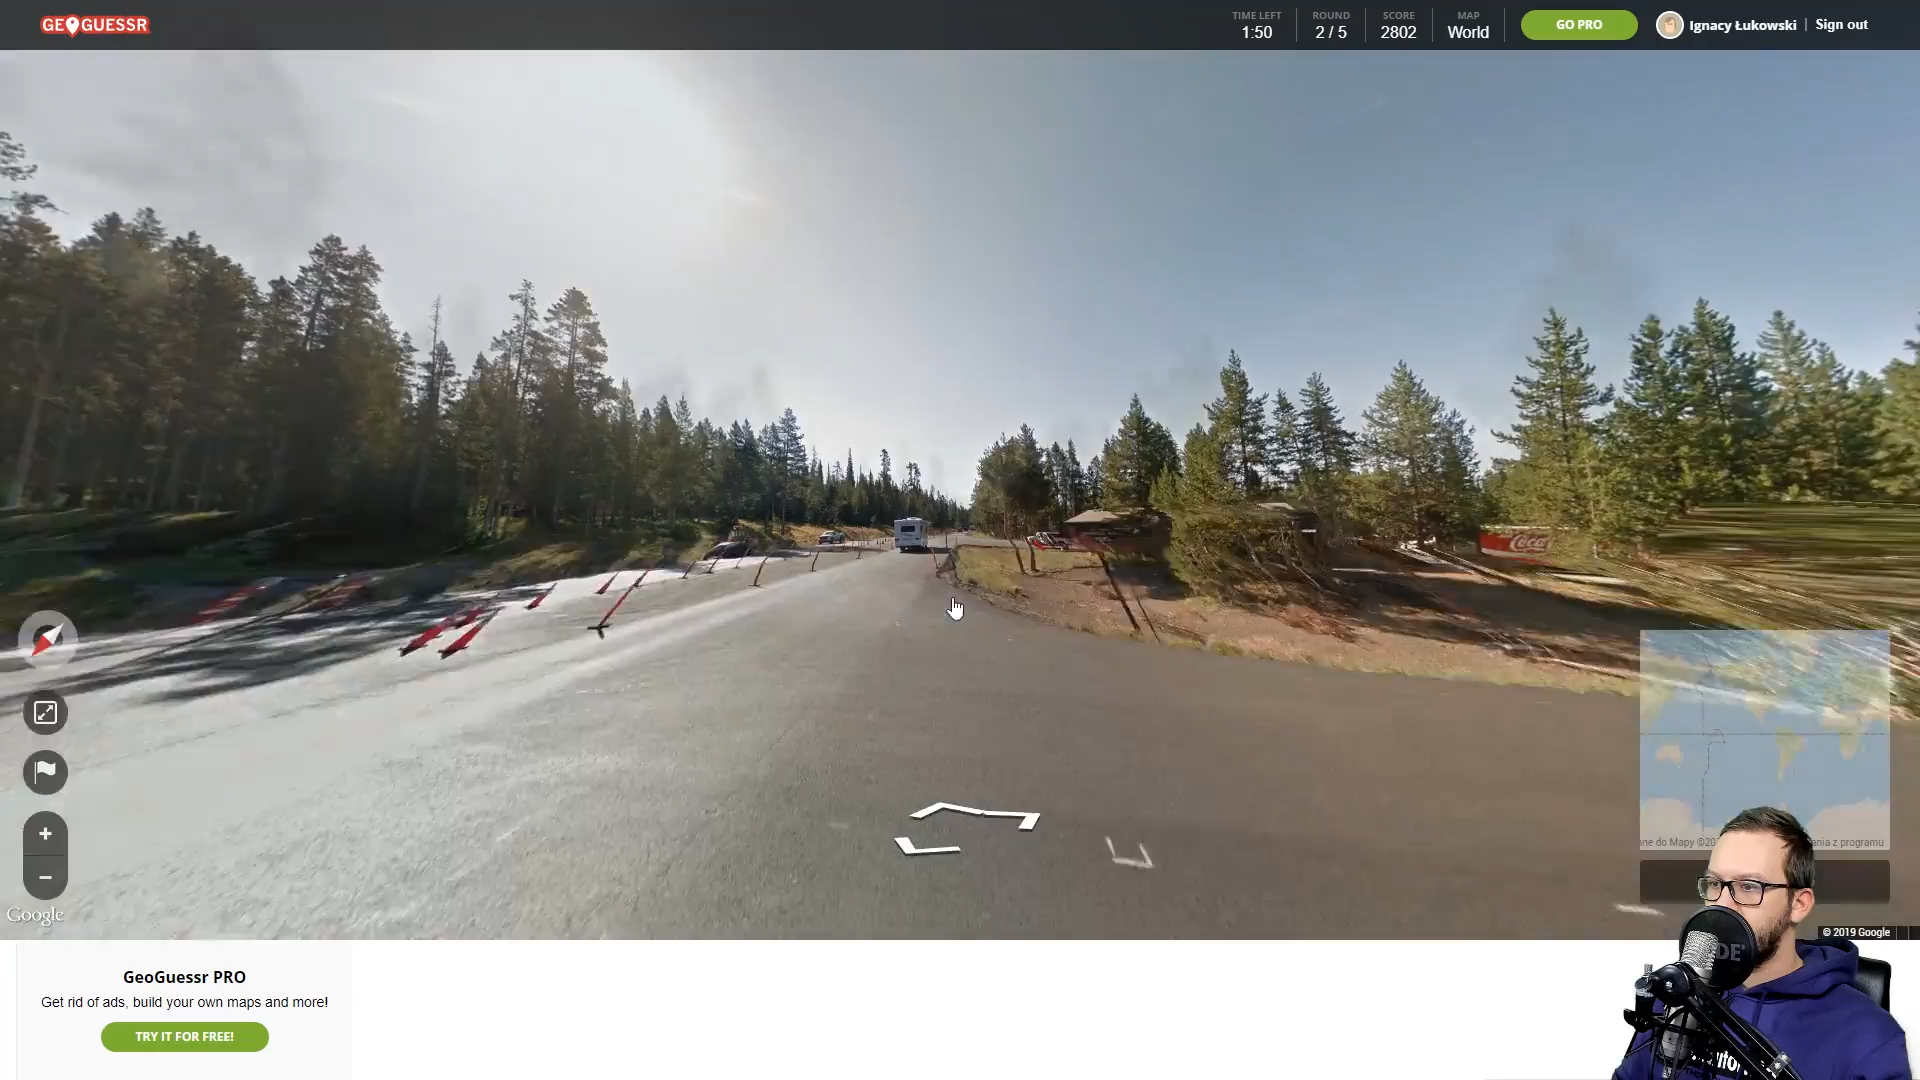 GEOGUESSR
TIME LEFT
1:50
ROUND
2 / 5
SCORE
2802
MAP
World
GO PRO
Ignacy Łukowski
Sign out
Coca
ania z programu
Google
© 2019 Google
GeoGuessr PRO
Get rid of ads, build your own maps and more!
TRY IT FOR FREE!